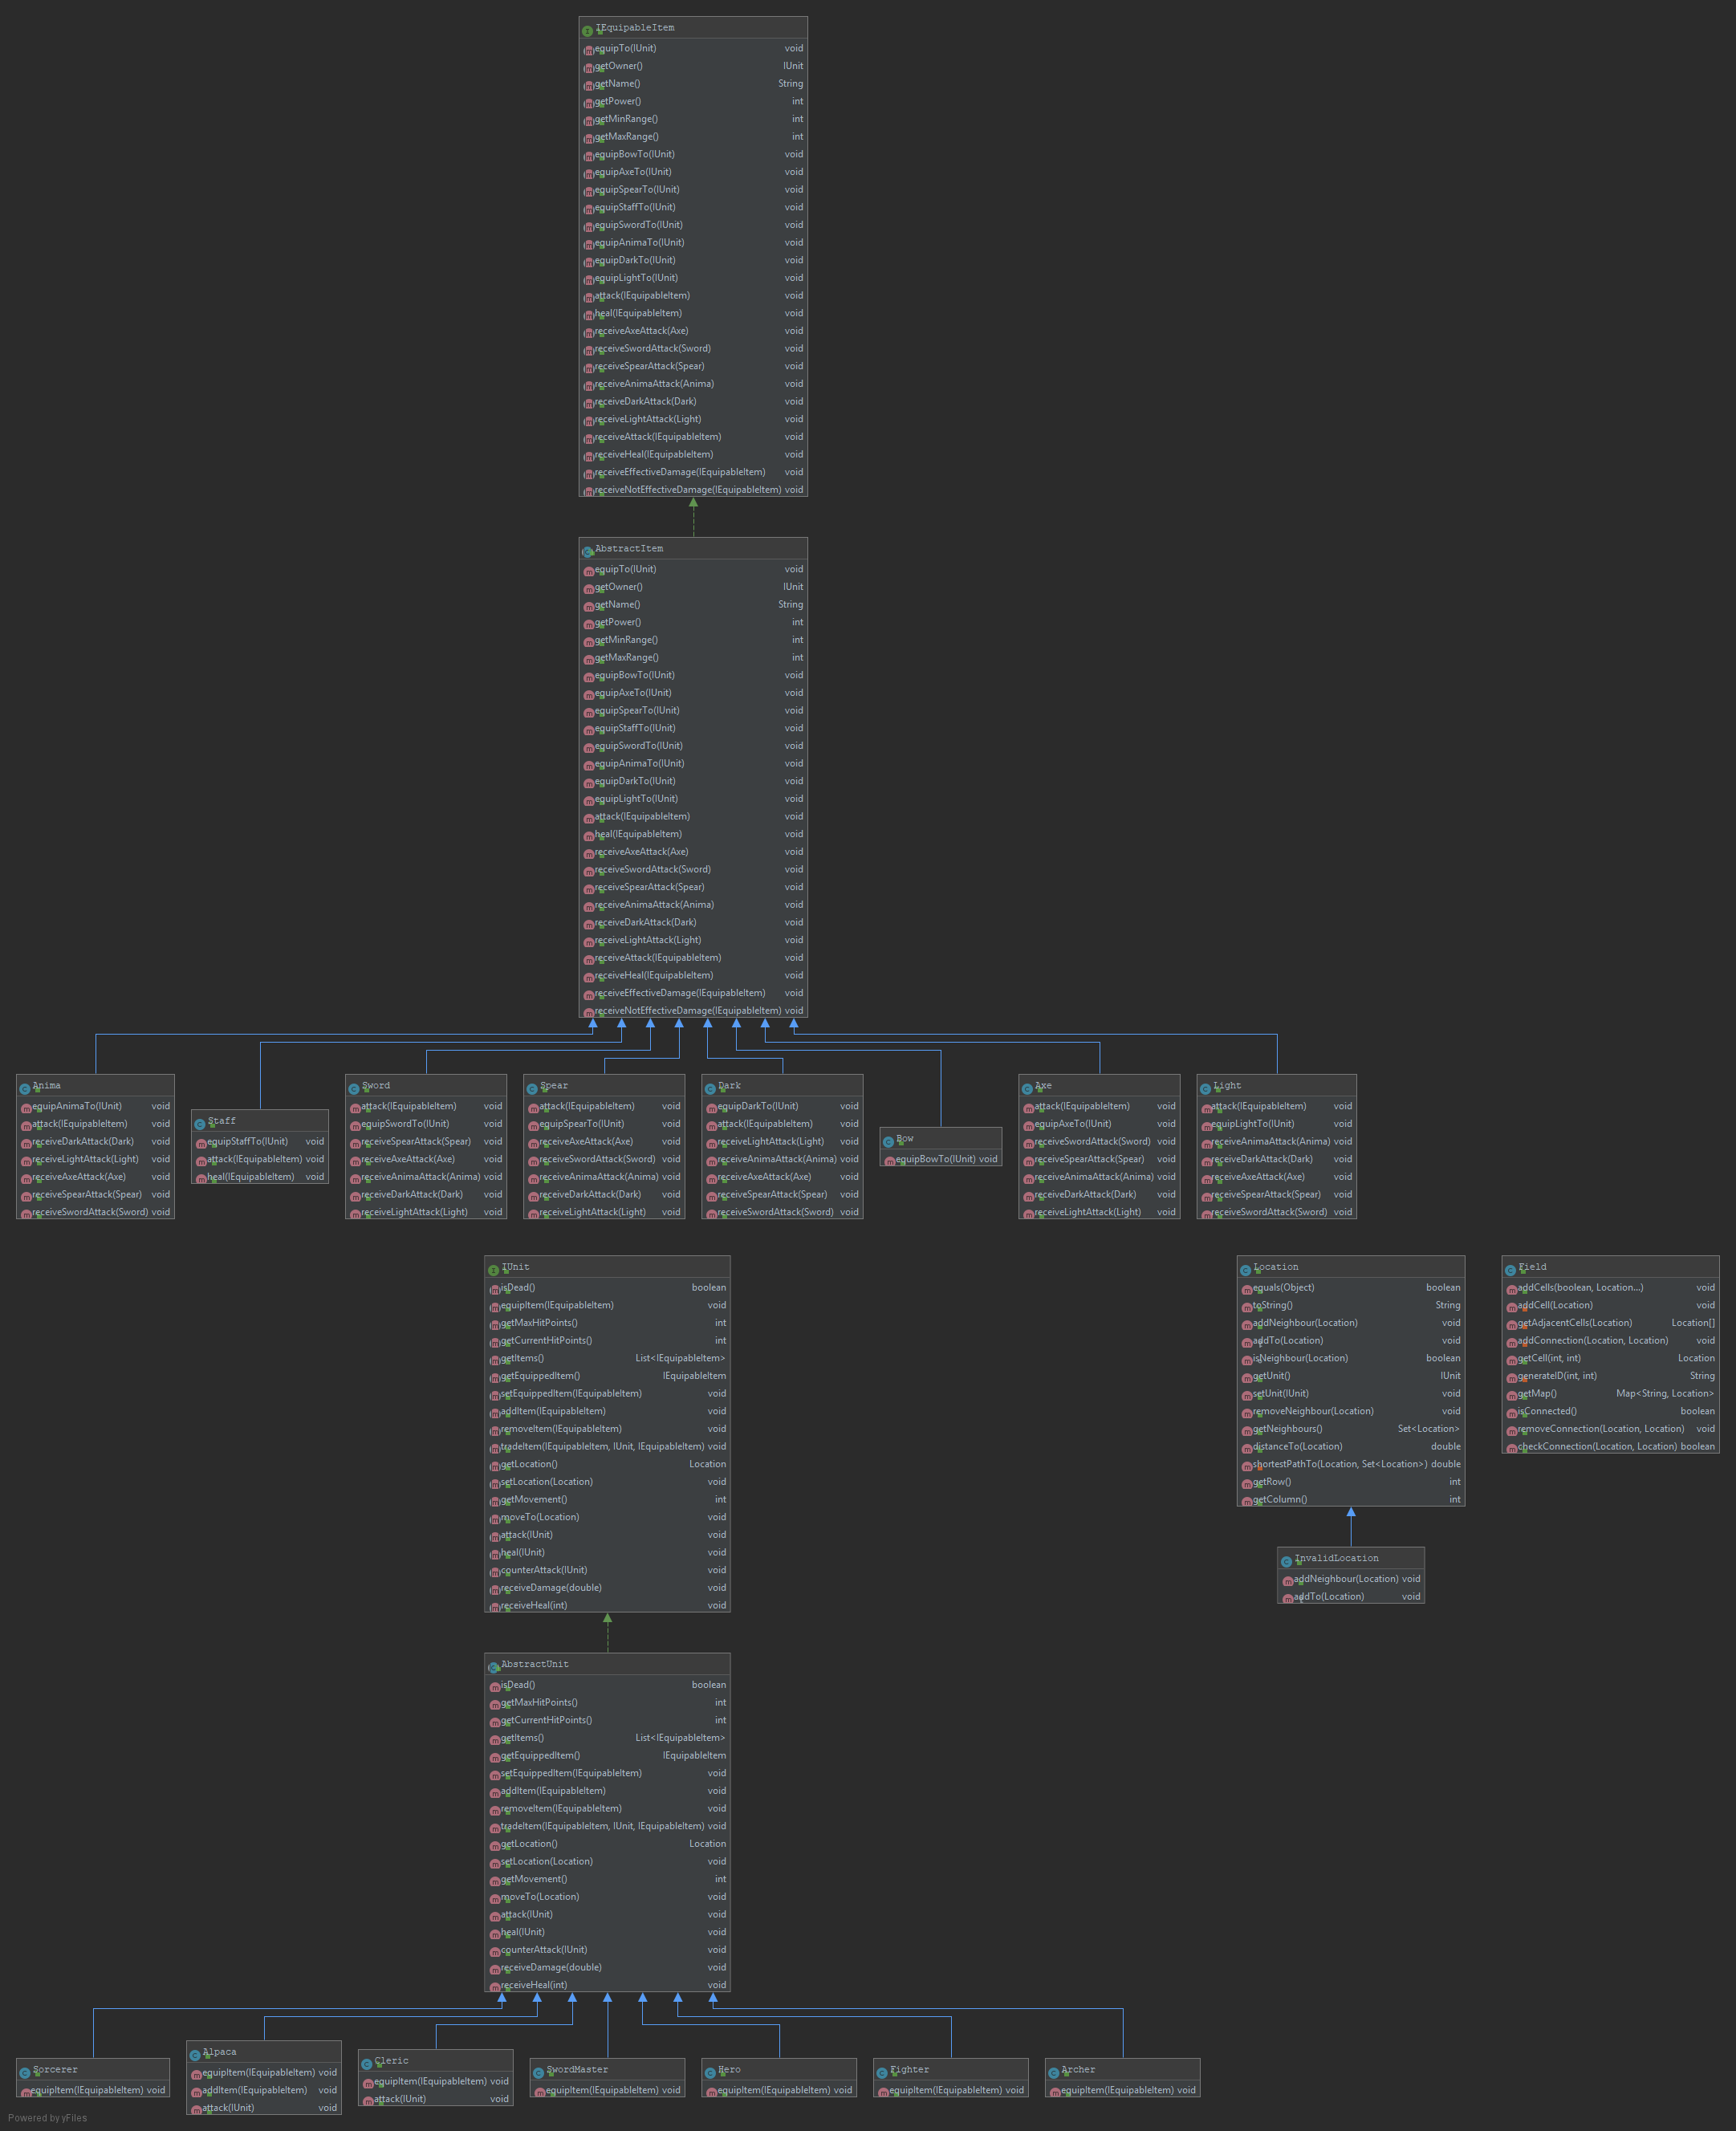 IEquipableItem
equipTo(IUnit) void
getOwner() IUnit
getName() String
getPower() int
getMinRange() int
getMaxRange() int
equipBowTo(IUnit) void
equipAxeTo(IUnit) void
equipSpearTo(IUnit) void
equipStaffTo(IUnit) void
equipSwordTo(IUnit) void
equipAnimaTo(IUnit) void
equipDarkTo(IUnit) void
equipLightTo(IUnit) void
attack(IEquipableItem) void
heal(IEquipableItem) void
receiveAxeAttack(Axe) void
receiveSwordAttack(Sword) void
receiveSpearAttack(Spear) void
receiveAnimaAttack(Anima) void
receiveDarkAttack(Dark) void
receiveLightAttack(Light) void
receiveAttack(IEquipableItem) void
receiveHeal(IEquipableItem) void
receiveEffectiveDamage(IEquipableItem) void
receiveNotEffectiveDamage(IEquipableItem) void
AbstractItem
equipTo(IUnit) void
getOwner() IUnit
getName() String
getPower() int
getMinRange() int
getMaxRange() int
equipBowTo(IUnit) void
equipAxeTo(IUnit) void
equipSpearTo(IUnit) void
equipStaffTo(IUnit) void
equipSwordTo(IUnit) void
equipAnimaTo(IUnit) void
equipDarkTo(IUnit) void
equipLightTo(IUnit) void
attack(IEquipableItem) void
heal(IEquipableItem) void
receiveAxeAttack(Axe) void
receiveSwordAttack(Sword) void
receiveSpearAttack(Spear) void
receiveAnimaAttack(Anima) void
receiveDarkAttack(Dark) void
receiveLightAttack(Light) void
receiveAttack(IEquipableItem) void
receiveHeal(IEquipableItem) void
receiveEffectiveDamage(IEquipableItem) void
receiveNotEffectiveDamage(IEquipableItem) void
Anima
equipAnimaTo(IUnit) void
attack(IEquipableItem) void
receiveDarkAttack(Dark) void
receiveLightAttack(Light) void
receiveAxeAttack(Axe) void
receiveSpearAttack(Spear) void
receiveSwordAttack(Sword) void
Staff
equipStaffTo(IUnit) void
attack(IEquipableItem) void
heal(IEquipableItem) void
Sword
attack(IEquipableItem) void
equipSwordTo(IUnit) void
receiveSpearAttack(Spear) void
receiveAxeAttack(Axe) void
receiveAnimaAttack(Anima) void
receiveDarkAttack(Dark) void
receiveLightAttack(Light) void
Spear
attack(IEquipableItem) void
equipSpearTo(IUnit) void
receiveAxeAttack(Axe) void
receiveSwordAttack(Sword) void
receiveAnimaAttack(Anima) void
receiveDarkAttack(Dark) void
receiveLightAttack(Light) void
Dark
equipDarkTo(IUnit) void
attack(IEquipableItem) void
receiveLightAttack(Light) void
receiveAnimaAttack(Anima) void
receiveAxeAttack(Axe) void
receiveSpearAttack(Spear) void
receiveSwordAttack(Sword) void
Bow
equipBowTo(IUnit) void
Axe
attack(IEquipableItem) void
equipAxeTo(IUnit) void
receiveSwordAttack(Sword) void
receiveSpearAttack(Spear) void
receiveAnimaAttack(Anima) void
receiveDarkAttack(Dark) void
receiveLightAttack(Light) void
Light
attack(IEquipableItem) void
equipLightTo(IUnit) void
receiveAnimaAttack(Anima) void
receiveDarkAttack(Dark) void
receiveAxeAttack(Axe) void
receiveSpearAttack(Spear) void
receiveSwordAttack(Sword) void
IUnit
isDead() boolean
equipItem(IEquipableItem) void
getMaxHitPoints() int
getCurrentHitPoints() int
getItems() List<IEquipableItem>
getEquippedItem() IEquipableItem
setEquippedItem(IEquipableItem) void
addItem(IEquipableItem) void
removeItem(IEquipableItem) void
tradeItem(IEquipableItem, IUnit, IEquipableItem) void
getLocation() Location
setLocation(Location) void
getMovement() int
moveTo(Location) void
attack(IUnit) void
heal(IUnit) void
counterAttack(IUnit) void
receiveDamage(double) void
receiveHeal(int) void
Location
equals(Object) boolean
toString() String
addNeighbour(Location) void
addTo(Location) void
isNeighbour(Location) boolean
getUnit() IUnit
setUnit(IUnit) void
removeNeighbour(Location) void
getNeighbours() Set<Location>
distanceTo(Location) double
shortestPathTo(Location, Set<Location>) double
getRow() int
getColumn() int
Field
addCells(boolean, Location...) void
addCell(Location) void
getAdjacentCells(Location) Location[]
addConnection(Location, Location) void
getCell(int, int) Location
generateID(int, int) String
getMap() Map<String, Location>
isConnected() boolean
removeConnection(Location, Location) void
checkConnection(Location, Location) boolean
InvalidLocation
addNeighbour(Location) void
addTo(Location) void
AbstractUnit
isDead() boolean
getMaxHitPoints() int
getCurrentHitPoints() int
getItems() List<IEquipableItem>
getEquippedItem() IEquipableItem
setEquippedItem(IEquipableItem) void
addItem(IEquipableItem) void
removeItem(IEquipableItem) void
tradeItem(IEquipableItem, IUnit, IEquipableItem) void
getLocation() Location
setLocation(Location) void
getMovement() int
moveTo(Location) void
attack(IUnit) void
heal(IUnit) void
counterAttack(IUnit) void
receiveDamage(double) void
receiveHeal(int) void
Sorcerer
equipItem(IEquipableItem) void
Alpaca
equipItem(IEquipableItem) void
addItem(IEquipableItem) void
attack(IUnit) void
Cleric
equipItem(IEquipableItem) void
attack(IUnit) void
SwordMaster
equipItem(IEquipableItem) void
Hero
equipItem(IEquipableItem) void
Fighter
equipItem(IEquipableItem) void
Archer
equipItem(IEquipableItem) void
Powered by yFiles